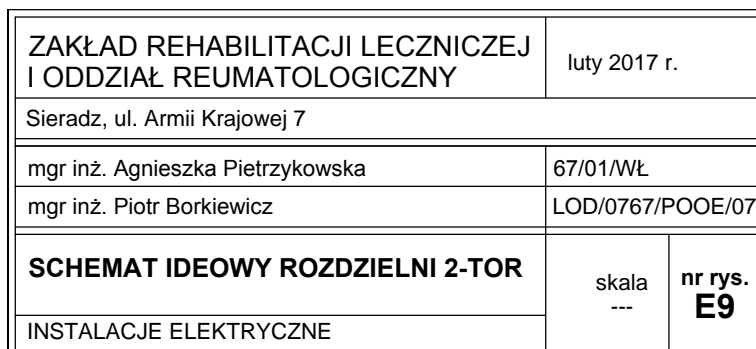 ZAKŁAD REHABILITACJI LECZNICZEJ
I ODDZIAŁ REUMATOLOGICZNY
luty 2017 r.
Sieradz, ul. Armii Krajowej 7
mgr inż. Agnieszka Pietrzykowska
67/01/WŁ
mgr inż. Piotr Borkiewicz
LOD/0767/POOE/07
SCHEMAT IDEOWY ROZDZIELNI 2-TOR
skala
---
nr rys.
E9
INSTALACJE ELEKTRYCZNE